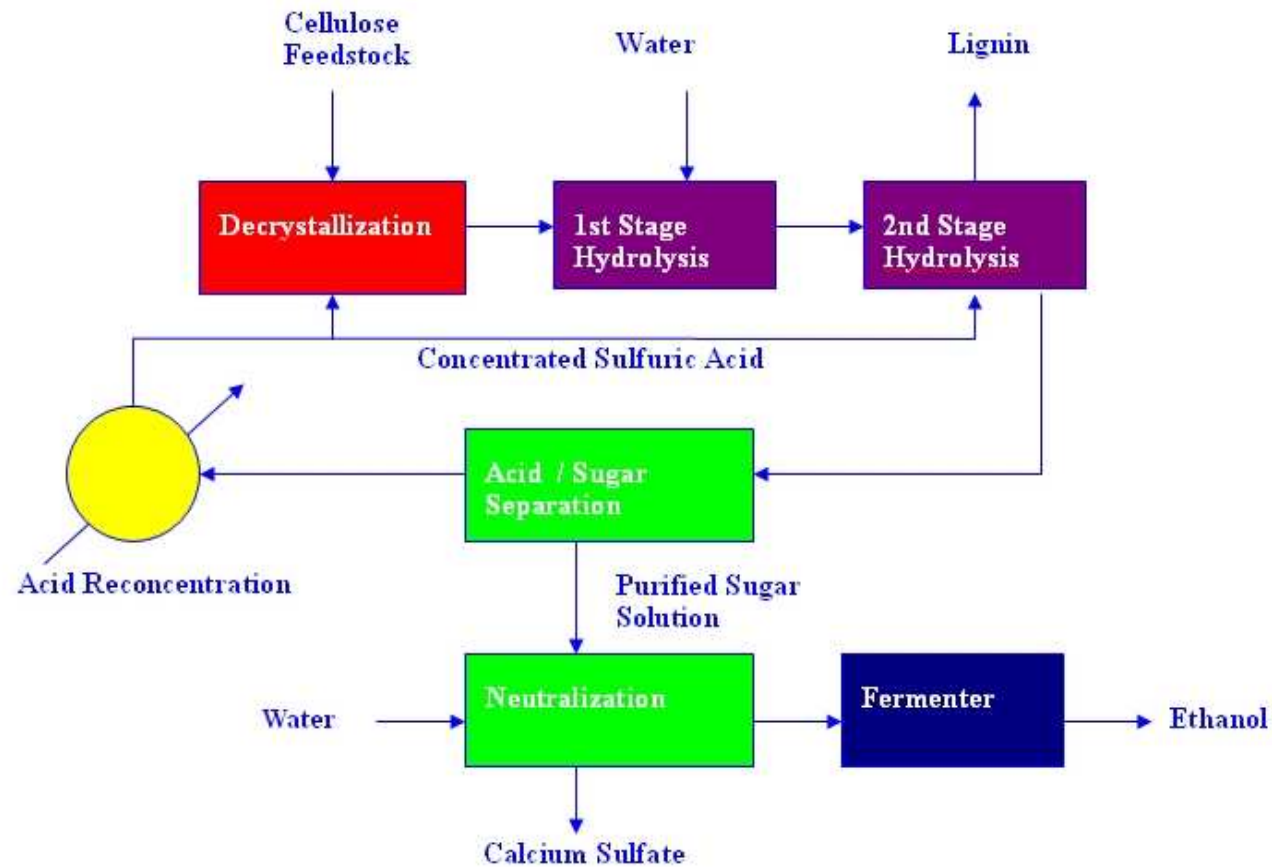 Cellulose
Feedstock
Water
Lignin
Decrystallization
1st Stage
Hydrolysis
2nd Stage
Hydrolysis
Concentrated Sulfuric Acid
Acid / Sugar
Separation
Acid Reconcentration
Purified Sugar
Solution
Water
Neutralization
Fermenter
Ethanol
Calcium Sulfate